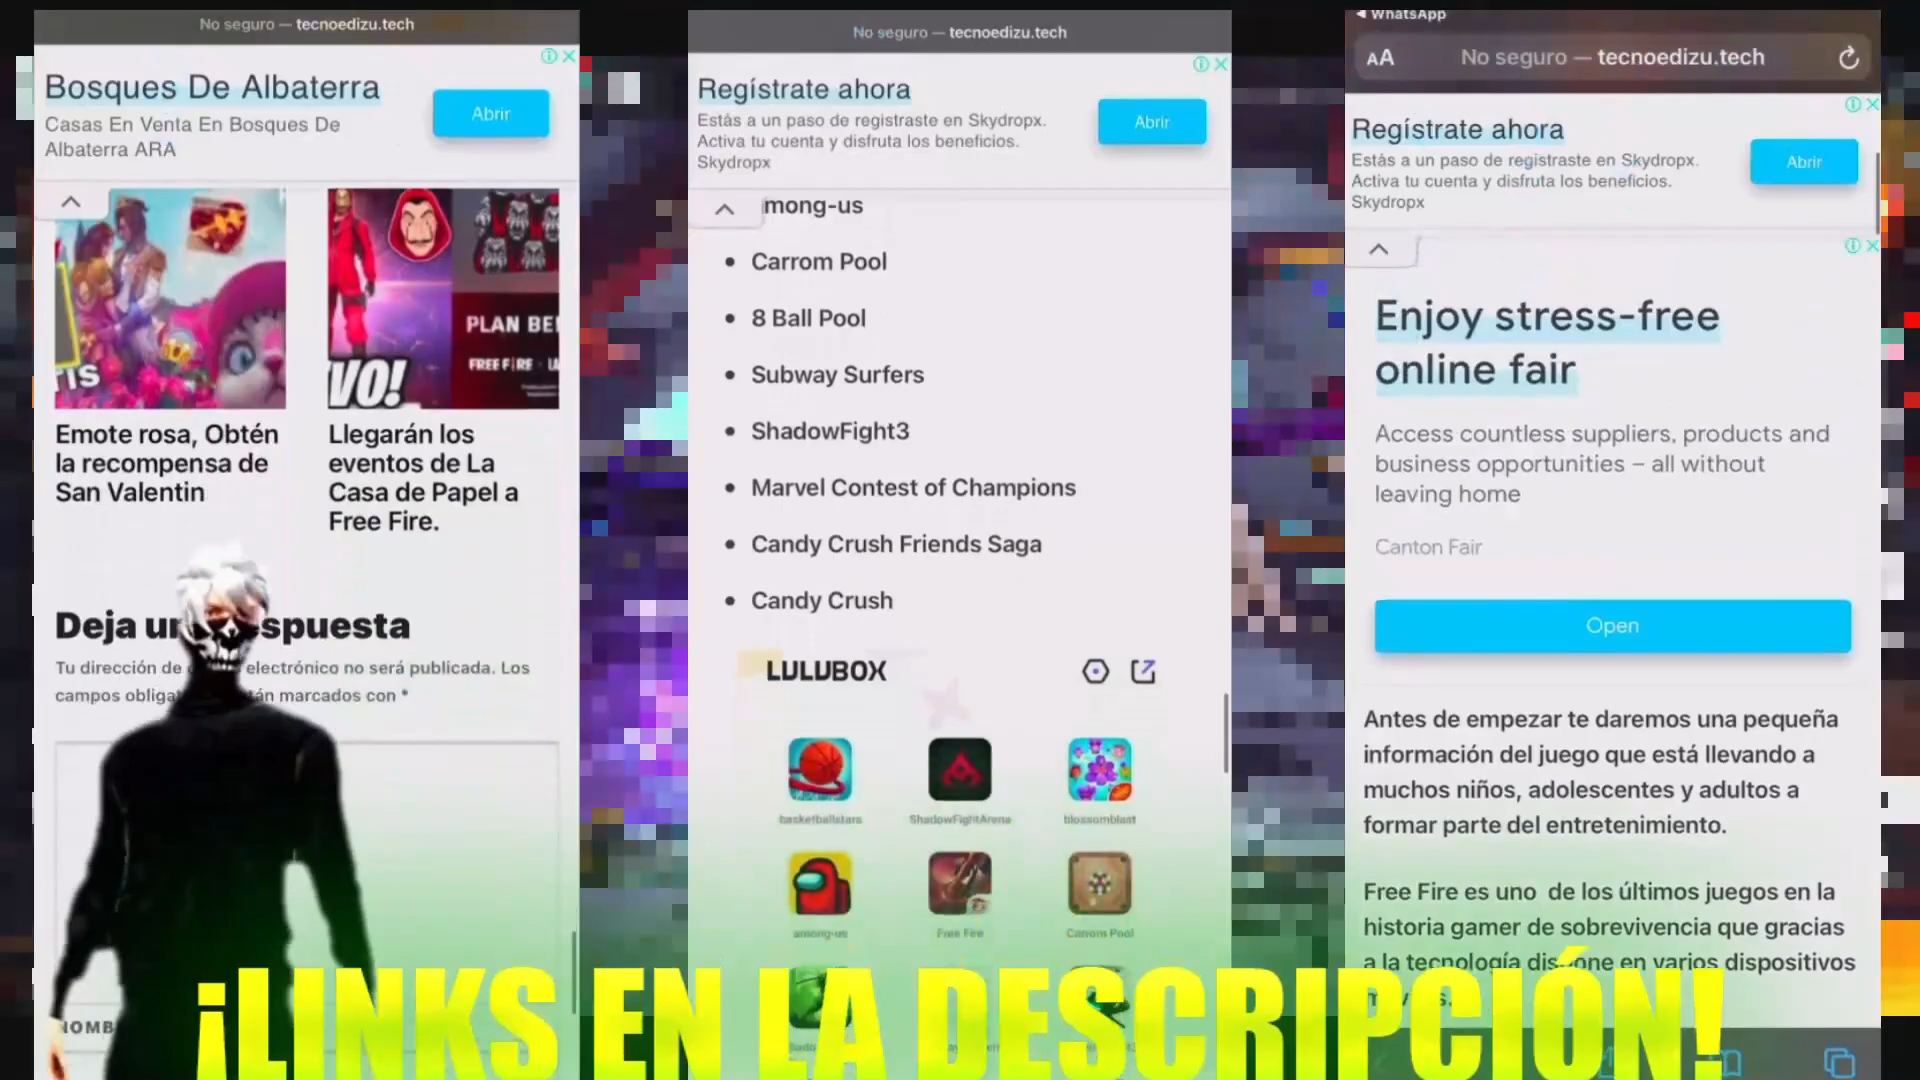 No seguro — tecnoedizu.tech
Bosques De Albaterra
Casas En Venta En Bosques De
Albaterra ARA
Abrir
PLAN
FREE FIRE
VO!
Emote rosa, Obtén
la recompensa de
San Valentin
Llegarán los
eventos de La
Casa de Papel a
Free Fire.
Deja un spuesta
Tu dirección de electrónico no será publicada. Los
campos marcados con *
No seguro — tecnoedizu.tech
Regístrate ahora
Estás a un paso de registraste en Skydropx.
Activa tu cuenta y disfruta los beneficios.
Skydropx
Abrir
mong-us
Carrom Pool
8 Ball Pool
Subway Surfers
ShadowFight3
Marvel Contest of Champions
Candy Crush Friends Saga
Candy Crush
LULUBOX
basketballstars
ShadowFightArena
blossomblast
among-us
Free Fire
Carrom Pool
WhatsApp
AA No seguro — tecnoedizu.tech
Regístrate ahora
Estás a un paso de registraste en Skydropx.
Activa tu cuenta y disfruta los beneficios.
Skydropx
Abrir
Enjoy stress-free
online fair
Access countless suppliers, products and
business opportunities – all without
leaving home
Canton Fair
Open
Antes de empezar te daremos una pequeña
información del juego que está llevando a
muchos niños, adolescentes y adultos a
formar parte del entretenimiento.
Free Fire es uno de los últimos juegos en la
historia gamer de sobrevivencia que gracias
a la tecnología dispone en varios dispositivos
¡LINKS EN LA DESCRIPCIÓN!